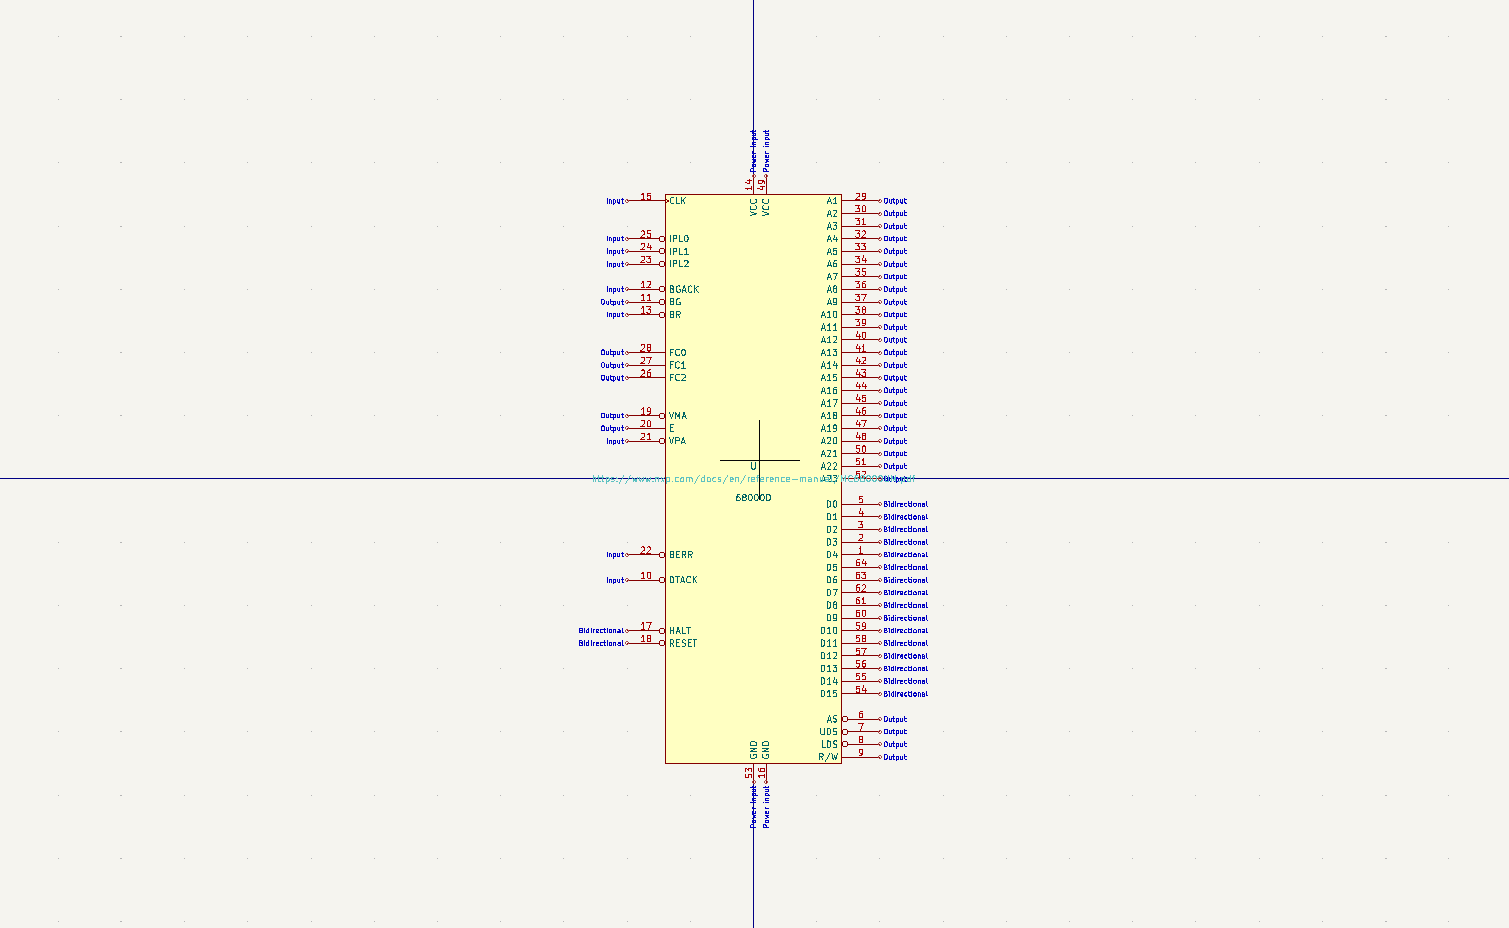 Power input Power input
14 49
VCC VCC
Input 15 CLK A1 29 Output
A2 30 Output
A3 31 Output
Input 25 IPL0 A4 32 Output
Input 24 IPL1 A5 33 Output
Input 23 IPL2 A6 34 Output
A7 35 Output
Input 12 BGACK A8 36 Output
Output 11 BG A9 37 Output
Input 13 BR A10 38 Output
A11 39 Output
A12 40 Output
Output 28 FC0 A13 41 Output
Output 27 FC1 A14 42 Output
Output 26 FC2 A15 43 Output
A16 44 Output
A17 45 Output
Output 19 VMA A18 46 Output
Output 20 E A19 47 Output
Input 21 VPA A20 48 Output
A21 50 Output
U A22 51 Output
https://www.nxp.com/docs/en/reference-manual/ A23 52 Output
68000D
D0 5 Bidirectional
D1 4 Bidirectional
D2 3 Bidirectional
D3 2 Bidirectional
Input 22 BERR D4 1 Bidirectional
D5 64 Bidirectional
Input 10 DTACK D6 63 Bidirectional
D7 62 Bidirectional
D8 61 Bidirectional
D9 60 Bidirectional
Bidirectional 17 HALT D10 59 Bidirectional
Bidirectional 18 RESET D11 58 Bidirectional
D12 57 Bidirectional
D13 56 Bidirectional
D14 55 Bidirectional
D15 54 Bidirectional
AS 6 Output
UDS 7 Output
LDS 8 Output
R/W 9 Output
GND GND
53 16
Power input Power input